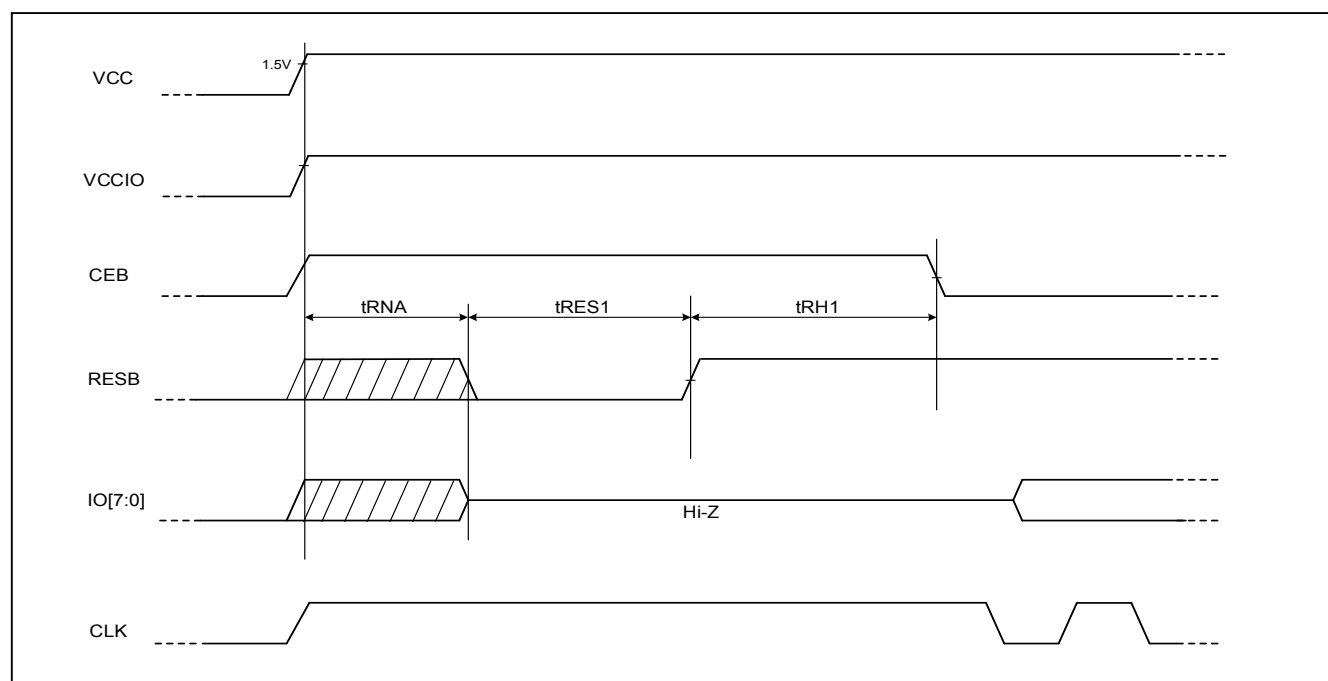 1.5V
VCC
VCCIO
CEB
tRNA tRES1 tRH1
RESB
IO[7:0]
Hi-Z
CLK